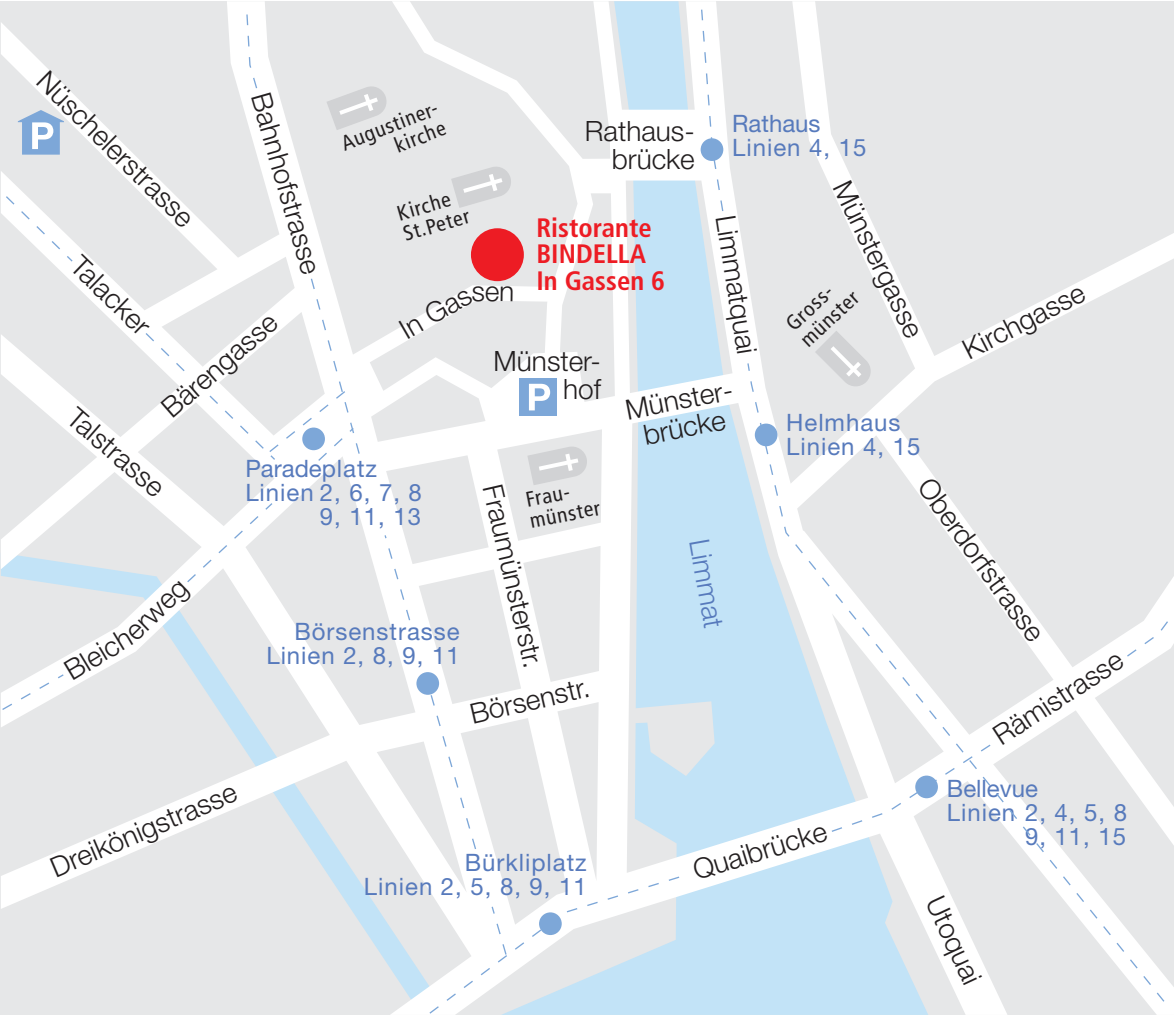 Nüschelerstrasse
P
Bahnhofstrasse
Augustiner-
kirche
Rathaus-
brücke
Rathaus
Linien 4, 15
Kirche
St.Peter
Ristorante
BINDELLA
In Gassen 6
Münstergasse
Limmatquai
Talacker
In Gassen
Gross-
münster
Kirchgasse
Bärengasse
Münster-
hof
P
Münster-
brücke
Talstrasse
Helmhaus
Linien 4, 15
Paradeplatz
Linien 2, 6, 7, 8
9, 11, 13
Frau-
münster
Fraumünsterstr.
Oberdorfstrasse
Limmat
Bleicherweg
Börsenstrasse
Linien 2, 8, 9, 11
Börsenstr.
Rämistrasse
Dreikönigstrasse
Bellevue
Linien 2, 4, 5, 8
9, 11, 15
Quaibrücke
Bürkliplatz
Linien 2, 5, 8, 9, 11
Utoquai